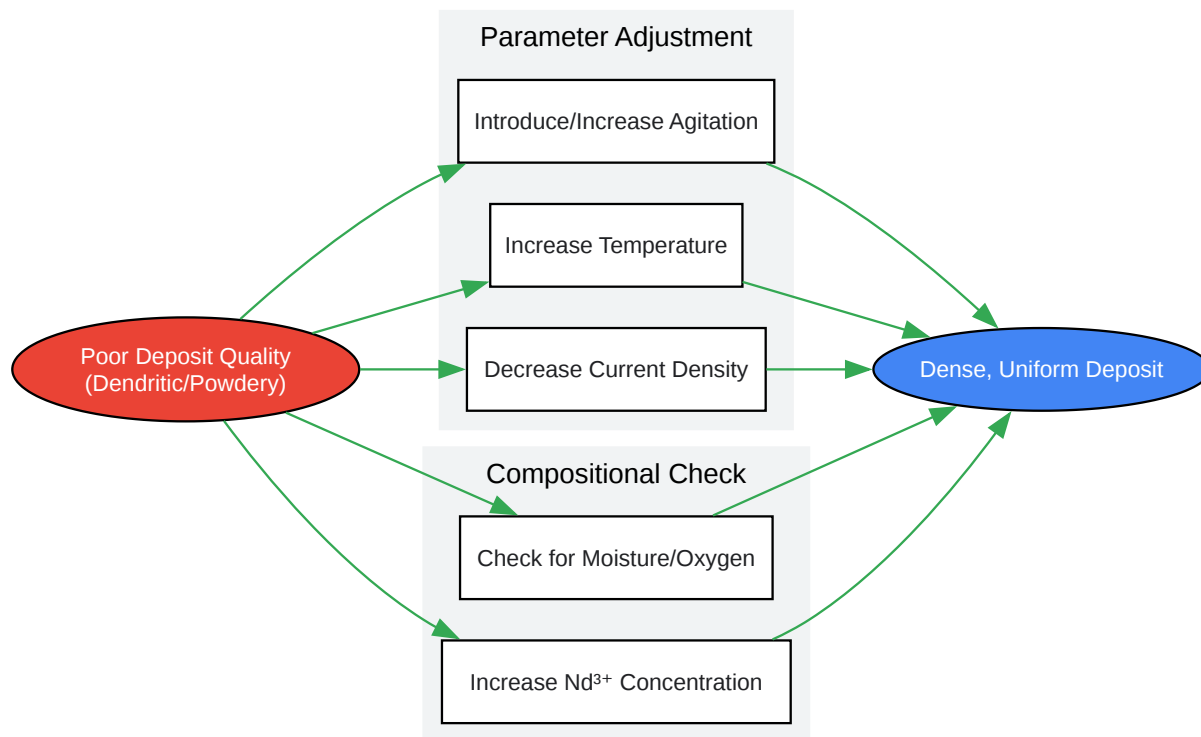 Parameter Adjustment
Introduce/Increase Agitation
Increase Temperature
Decrease Current Density
Poor Deposit Quality
(Dendritic/Powdery)
Dense, Uniform Deposit
Compositional Check
Check for Moisture/Oxygen
Increase Nd³⁺ Concentration